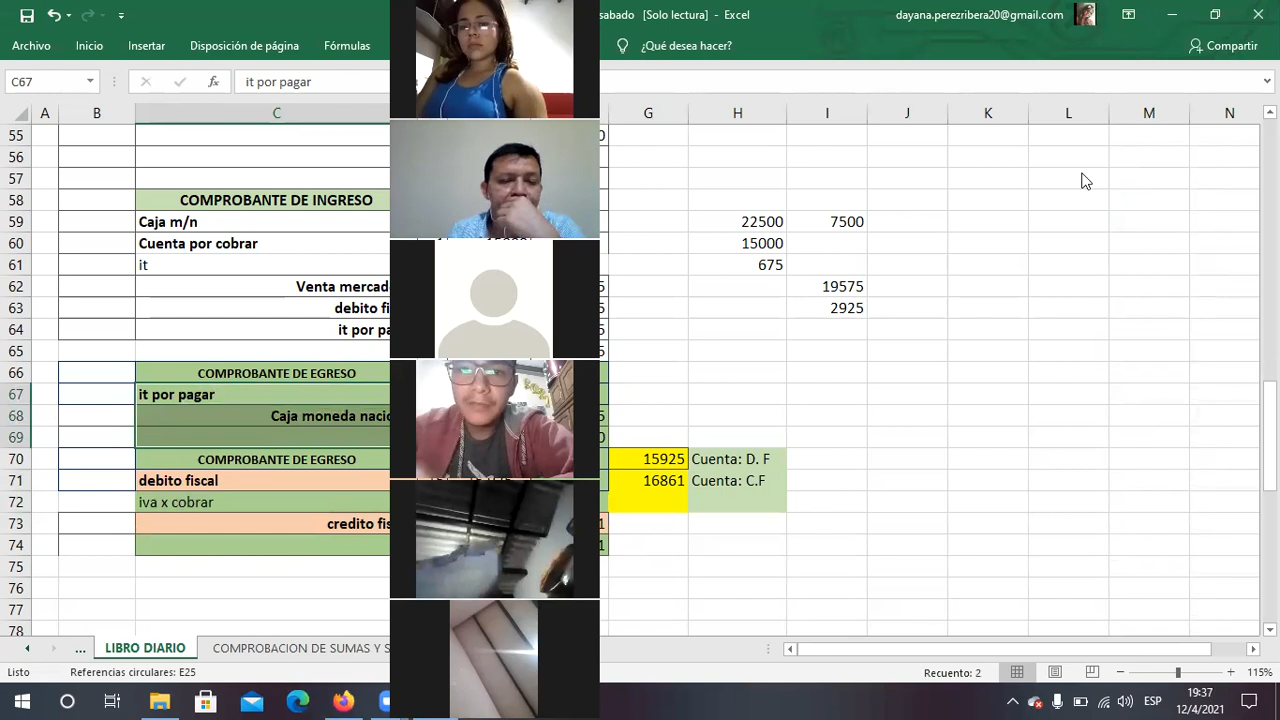 sabado [Solo lectura] - Excel
dayana.perezribera20@gmail.com
Archivo Inicio Insertar Disposición de página Fórmulas ¿Qué desea hacer? Compartir
C67 fx it por pagar
A B C G H I J K L M N
55
56
57
58 COMPROBANTE DE INGRESO
59 Caja m/n 22500 7500
60 Cuenta por cobrar 15000
61 it 675
62 Venta 19575
63 debito 2925
64 it por
65
66 COMPROBANTE DE EGRESO
67 it por pagar
68 Caja moneda
69
70 COMPROBANTE DE EGRESO 15925 Cuenta: D. F
71 debito fiscal 16861 Cuenta: C.F
72 iva x cobrar
73 credito
74
75
76
77
78
... LIBRO DIARIO COMPROBACION DE SUMAS Y S
Listo Referencias circulares: E25 Recuento: 2 115%
ESP 19:37
12/4/2021